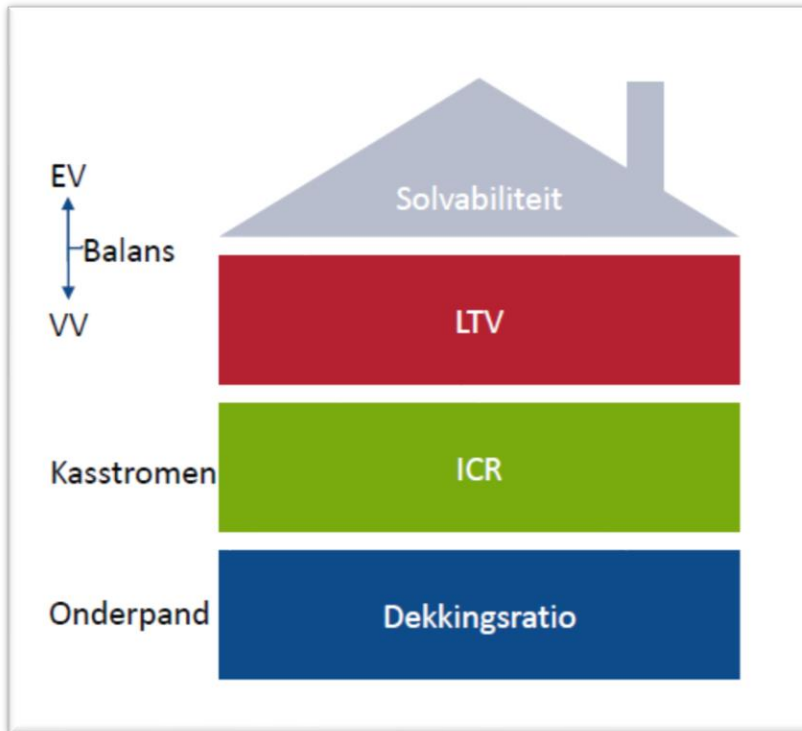 EV
Solvabiliteit
Balans
VV
LTV
Kasstromen
ICR
Onderpand
Dekkingsratio